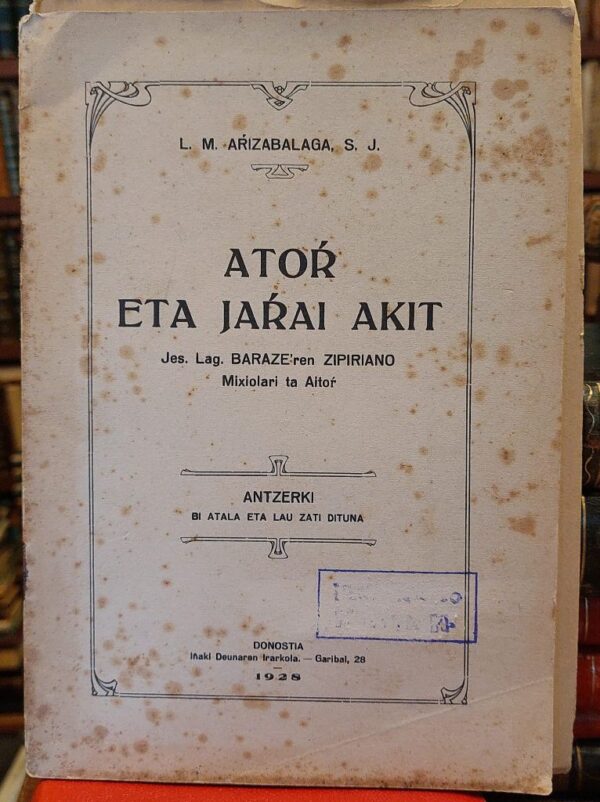 L. M. AŔIZABALAGA, S. J.
ATOŔ
ETA JAŔAI AKIT
Jes. Lag. BARAZE'ren ZIPIRIANO
Mixiolari ta Aitoŕ
ANTZERKI
BI ATALA ETA LAU ZATI DITUNA
DONOSTIA
Iñaki Deunaren Irarkola. — Garibai, 28
1928